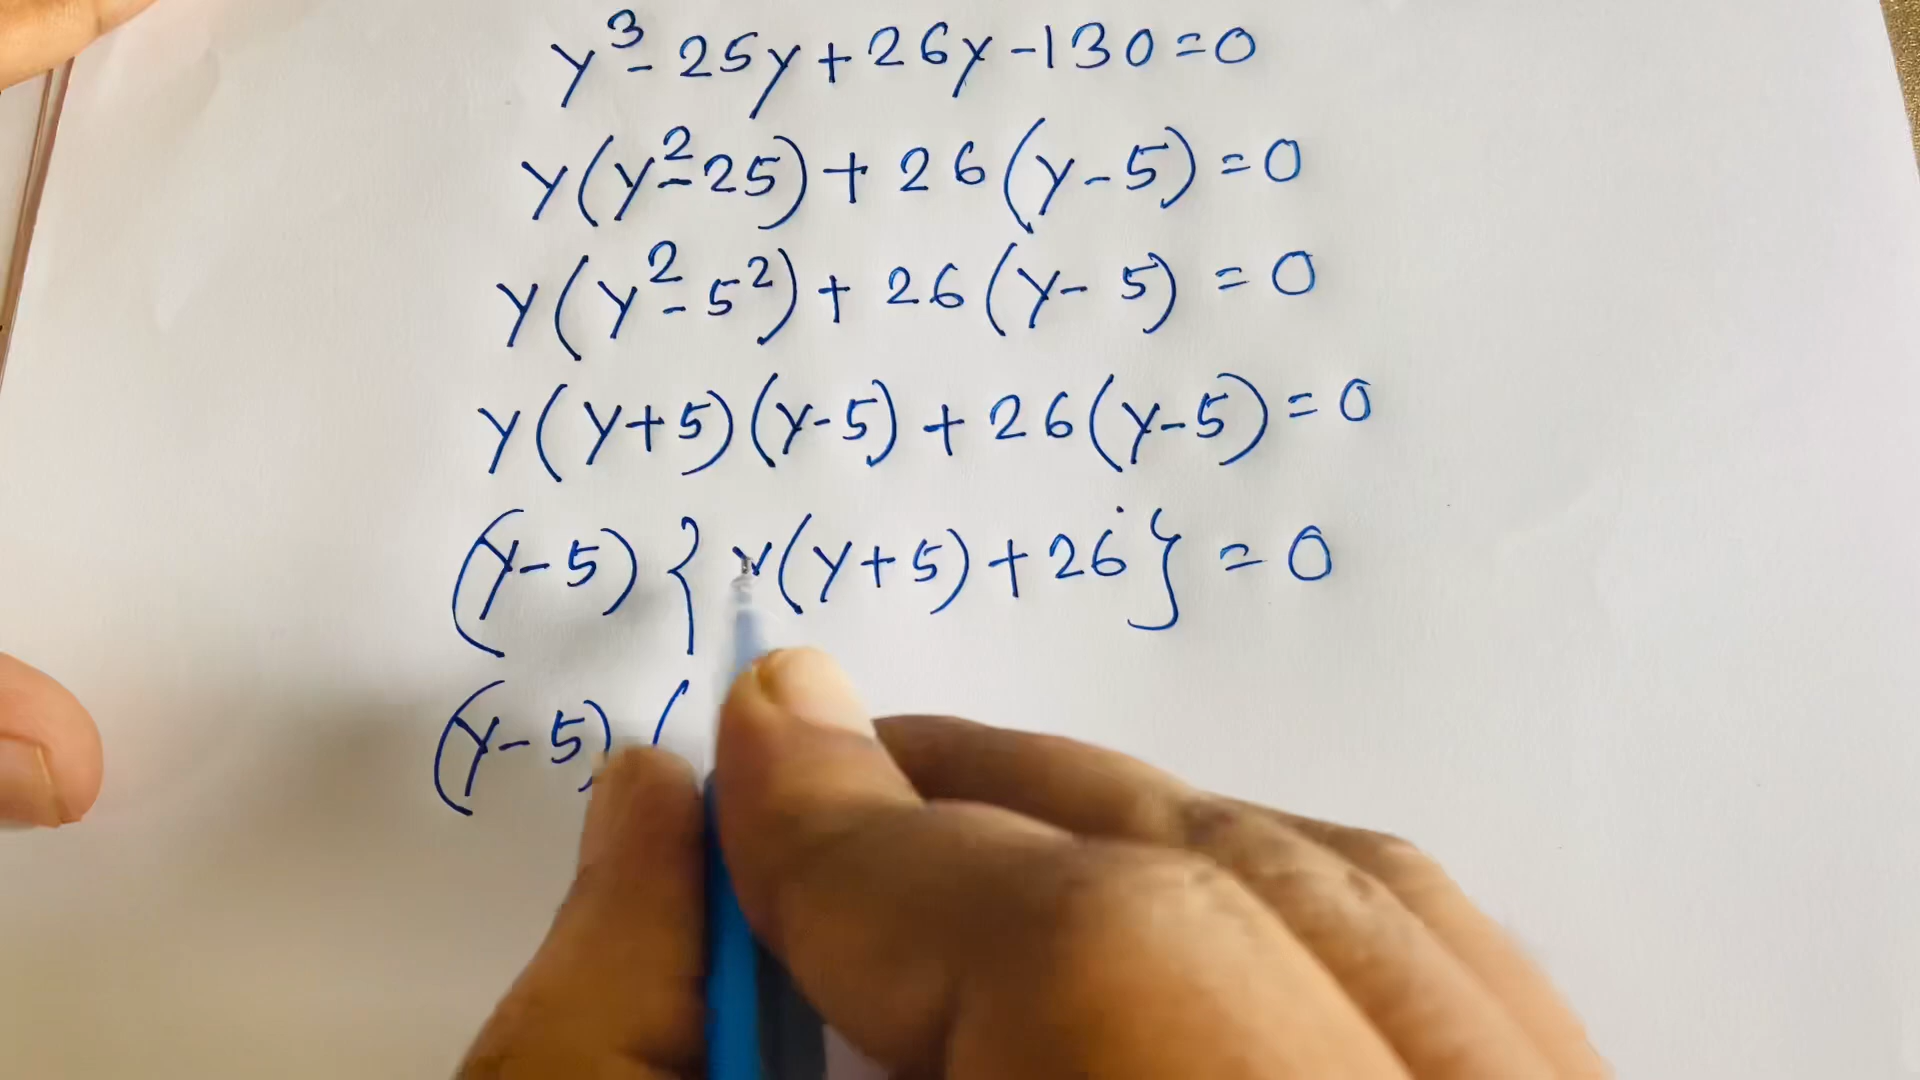 y³-25y+26y-130=0
y(y²-25)+26(y-5)=0
y(y²-5²)+26(y-5)=0
y(y+5)(y-5)+26(y-5)=0
(y-5){y(y+5)+26}=0
(y-5)(